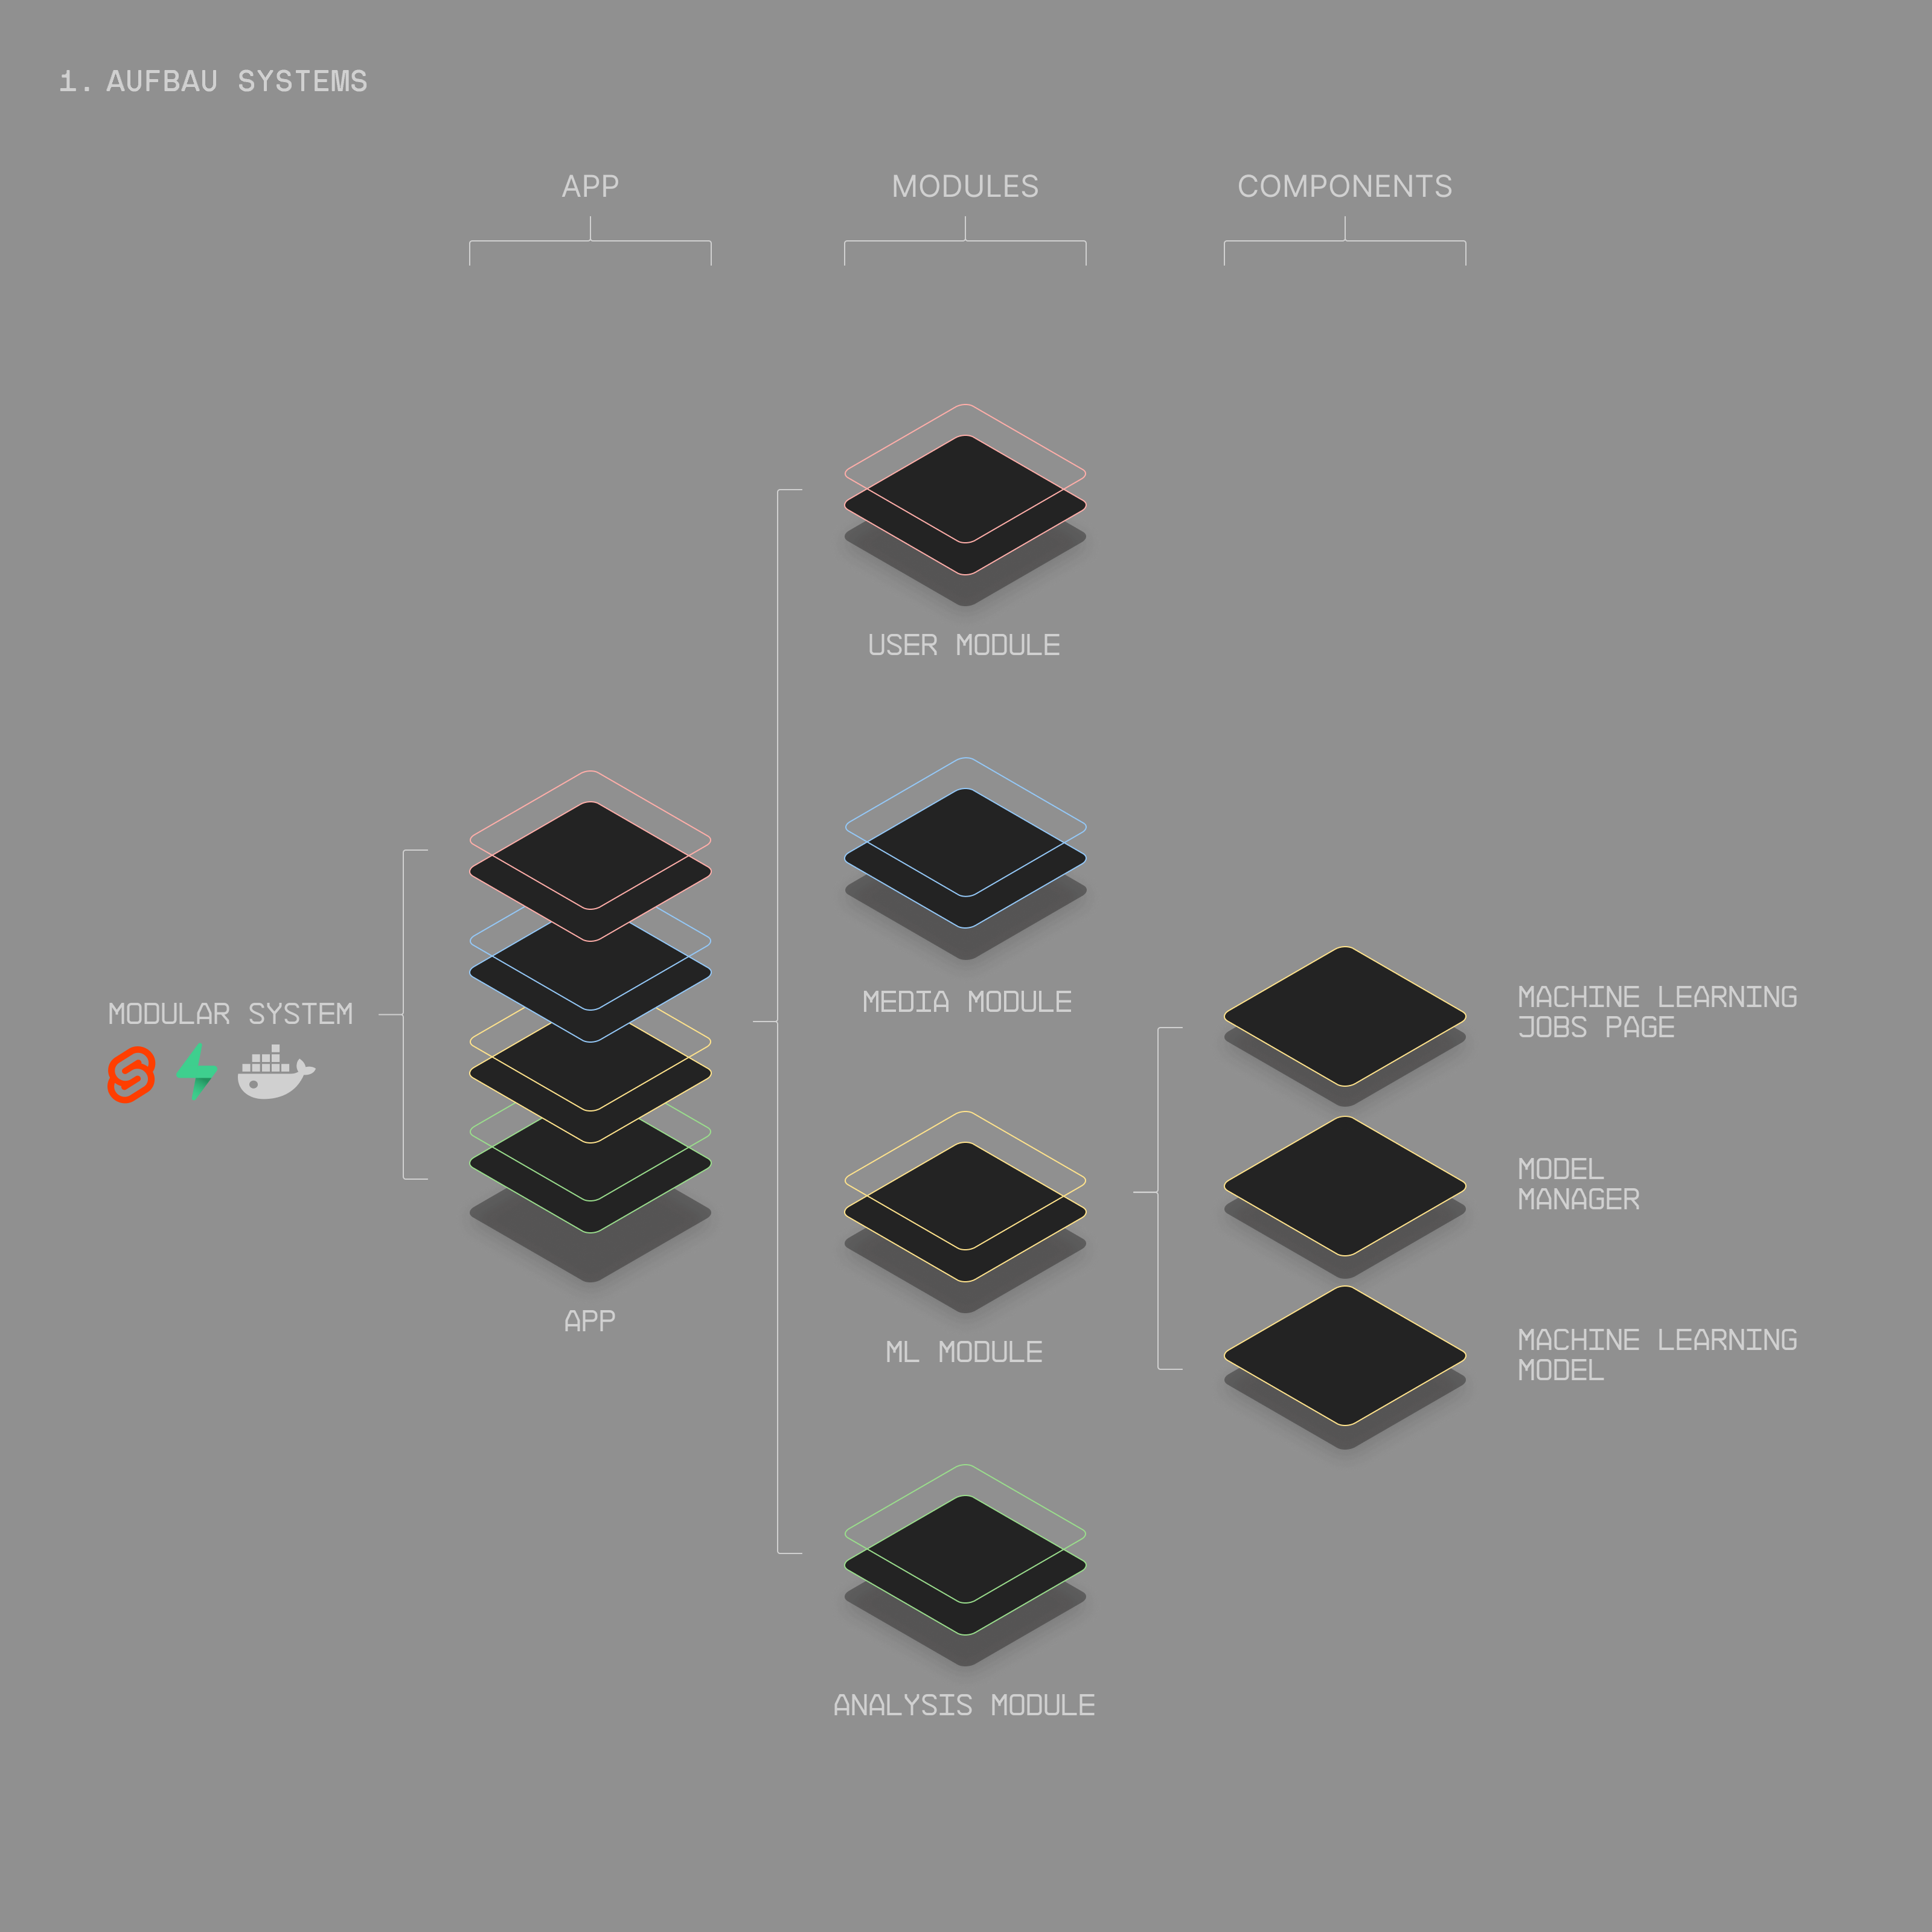 1. AUFBAU SYSTEMS
APP
MODULES
COMPONENTS
USER MODULE
MEDIA MODULE
MODULAR SYSTEM
MACHINE LEARNING
JOBS PAGE
MODEL
MANAGER
APP
ML MODULE
MACHINE LEARNING
MODEL
ANALYSIS MODULE